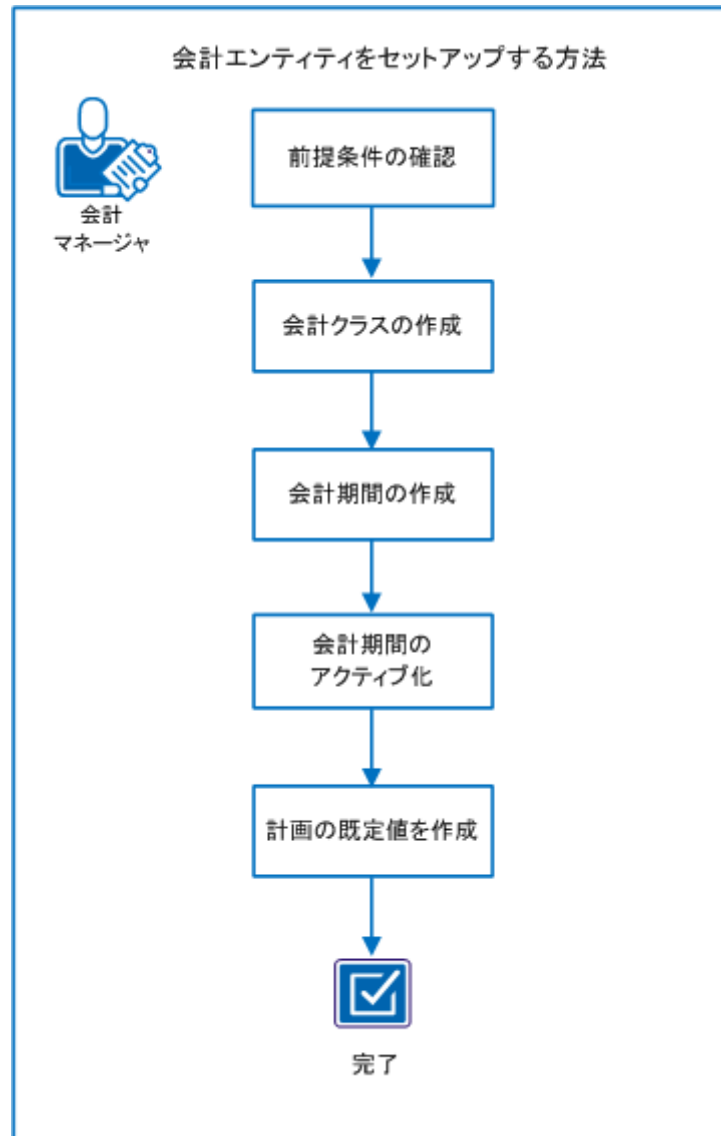 会計エンティティをセットアップする方法
会計
マネージャ
前提条件の確認
会計クラスの作成
会計期間の作成
会計期間の
アクティブ化
計画の既定値を作成
完了